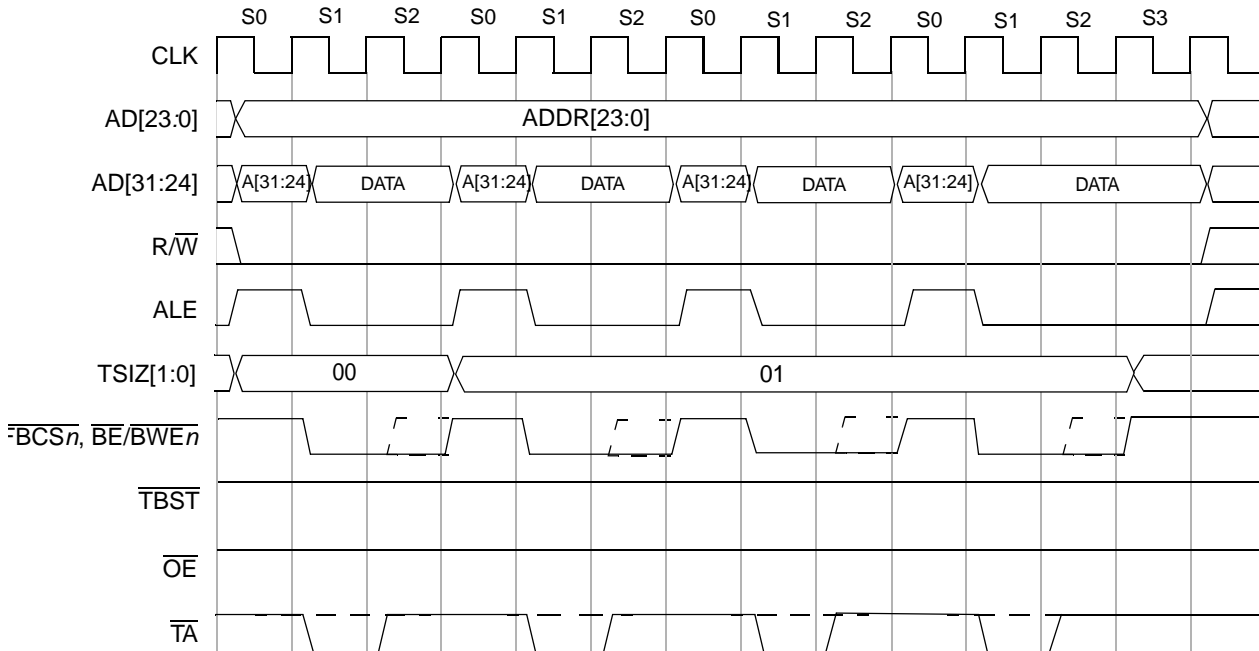 S0 S1 S2 S0 S1 S2 S0 S1 S2 S0 S1 S2 S3
CLK
AD[23:0] ADDR[23:0]
AD[31:24] A[31:24] DATA A[31:24] DATA A[31:24] DATA A[31:24] DATA
R/W
ALE
TSIZ[1:0] 00 01
FBCSn, BE/BWEn
TBST
OE
TA